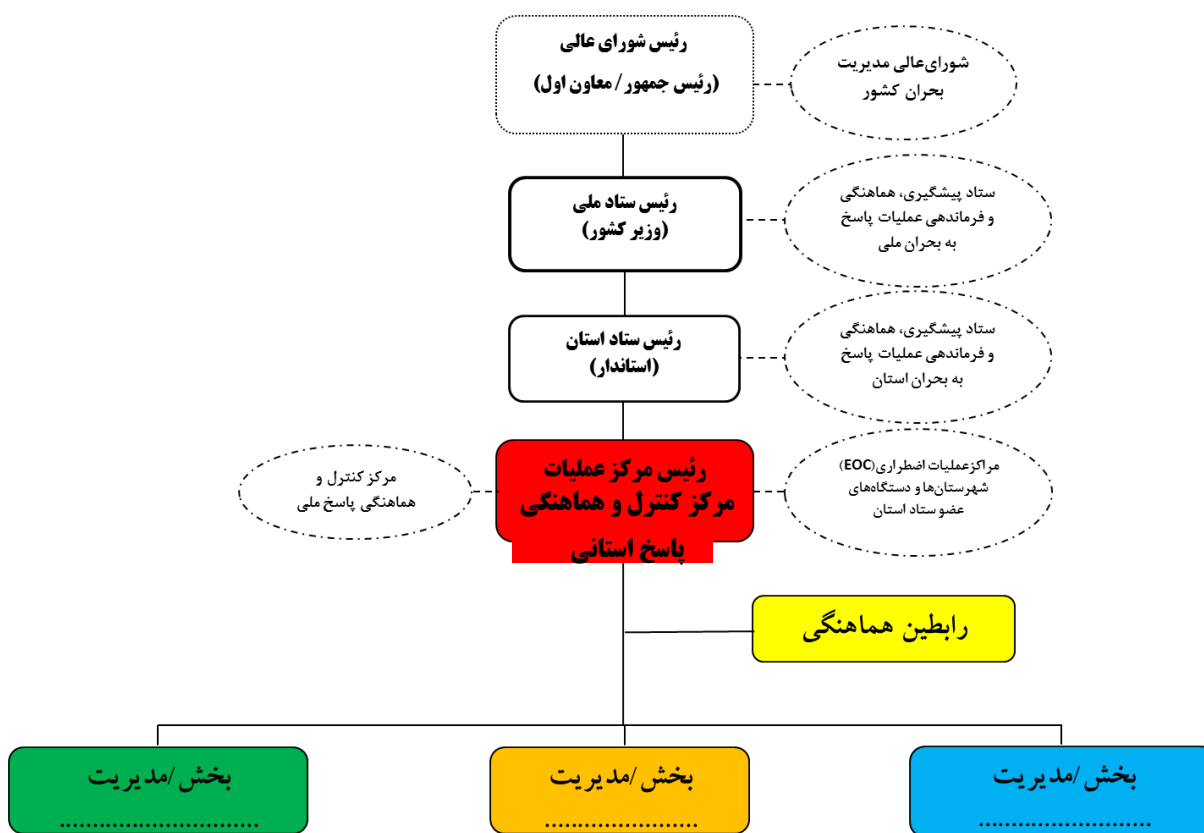 رئیس شورای عالی
(رئیس جمهور / معاون اول)
شورای‌عالی مدیریت
بحران کشور
رئیس ستاد ملی
(وزیر کشور)
ستاد پیشگیری، هماهنگی
و فرماندهی عملیات پاسخ
به بحران ملی
رئیس ستاد استان
(استاندار)
ستاد پیشگیری، هماهنگی
و فرماندهی عملیات پاسخ
به بحران استان
رئیس مرکز عملیات
مرکز کنترل و هماهنگی
پاسخ استانی
مراکزعملیات اضطراری(EOC)
شهرستان‌ها و دستگاه‌های
عضو ستاد استان
مرکز کنترل و
هماهنگی پاسخ ملی
رابطین هماهنگی
بخش/مدیریت
...........................
بخش/مدیریت
.......................
بخش/مدیریت
..............................